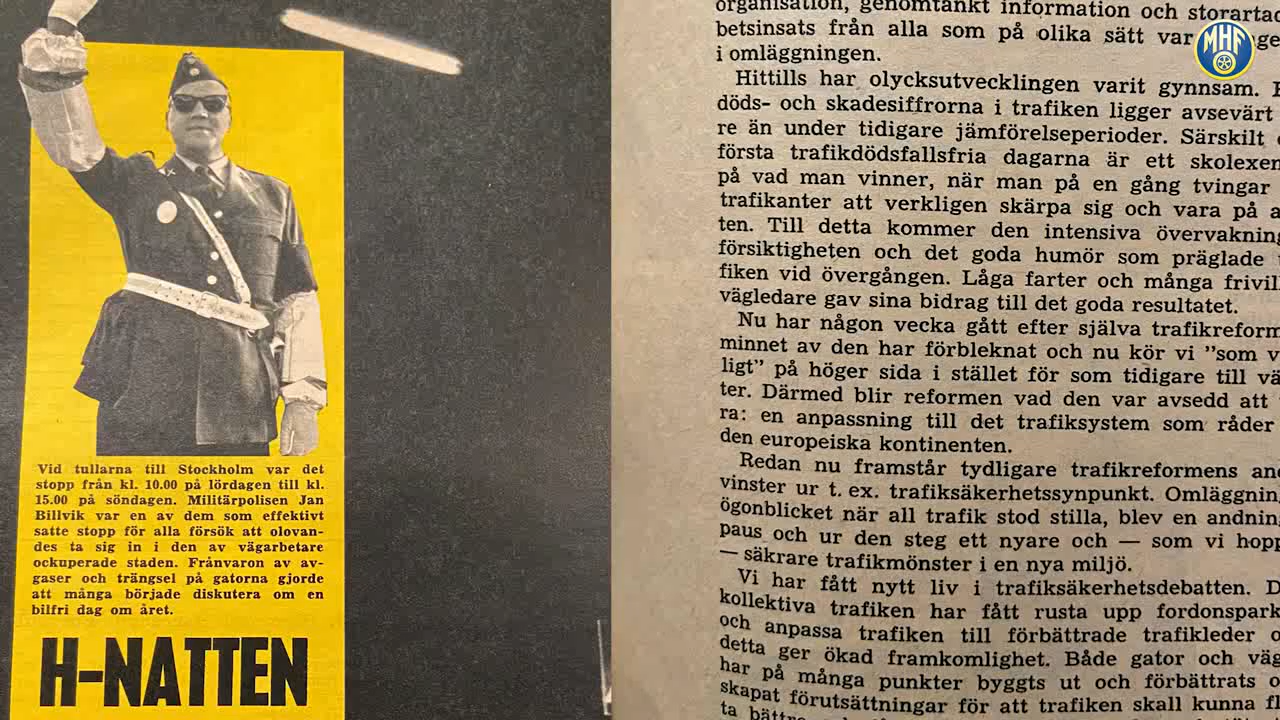 Vid tullarna till Stockholm var det
stopp från kl. 10.00 på lördagen till kl.
15.00 på söndagen. Militärpolisen Jan
Billvik var en av dem som effektivt
satte stopp för alla försök att olovan-
des ta sig in i den av vägarbetare
ockuperade staden. Frånvaron av av-
gaser och trängsel på gatorna gjorde
att många började diskutera om en
bilfri dag om året.
H-NATTEN
organisation, genomtänkt information och storartad
betsinsats från alla som på olika sätt var
i omläggningen.
Hittills har olycksutvecklingen varit gynnsam.
döds- och skadesiffrorna i trafiken ligger avsevärt
re än under tidigare jämförelseperioder. Särskilt
första trafikdödsfallsfria dagarna är ett skolexem
på vad man vinner, när man på en gång tvingar
trafikanter att verkligen skärpa sig och vara på
ten. Till detta kommer den intensiva övervakning
försiktigheten och det goda humör som präglade
fiken vid övergången. Låga farter och många frivil
vägledare gav sina bidrag till det goda resultatet.
Nu har någon vecka gått efter själva trafikreform
minnet av den har förbleknat och nu kör vi "som v
ligt" på höger sida i stället för som tidigare till vä
ter. Därmed blir reformen vad den var avsedd att
ra: en anpassning till det trafiksystem som råder
den europeiska kontinenten.
Redan nu framstår tydligare trafikreformens and
vinster ur t. ex. trafiksäkerhetssynpunkt. Omläggnin
ögonblicket när all trafik stod stilla, blev en andnin
paus och ur den steg ett nyare och — som vi hopp
— säkrare trafikmönster i en nya miljö.
Vi har fått nytt liv i trafiksäkerhetsdebatten. D
kollektiva trafiken har fått rusta upp fordonspark
och anpassa trafiken till förbättrade trafikleder o
detta ger ökad framkomlighet. Både gator och väg
har på många punkter byggts ut och förbättrats o
skapat förutsättningar för att trafiken skall kunna fl
ta bättre
MHF